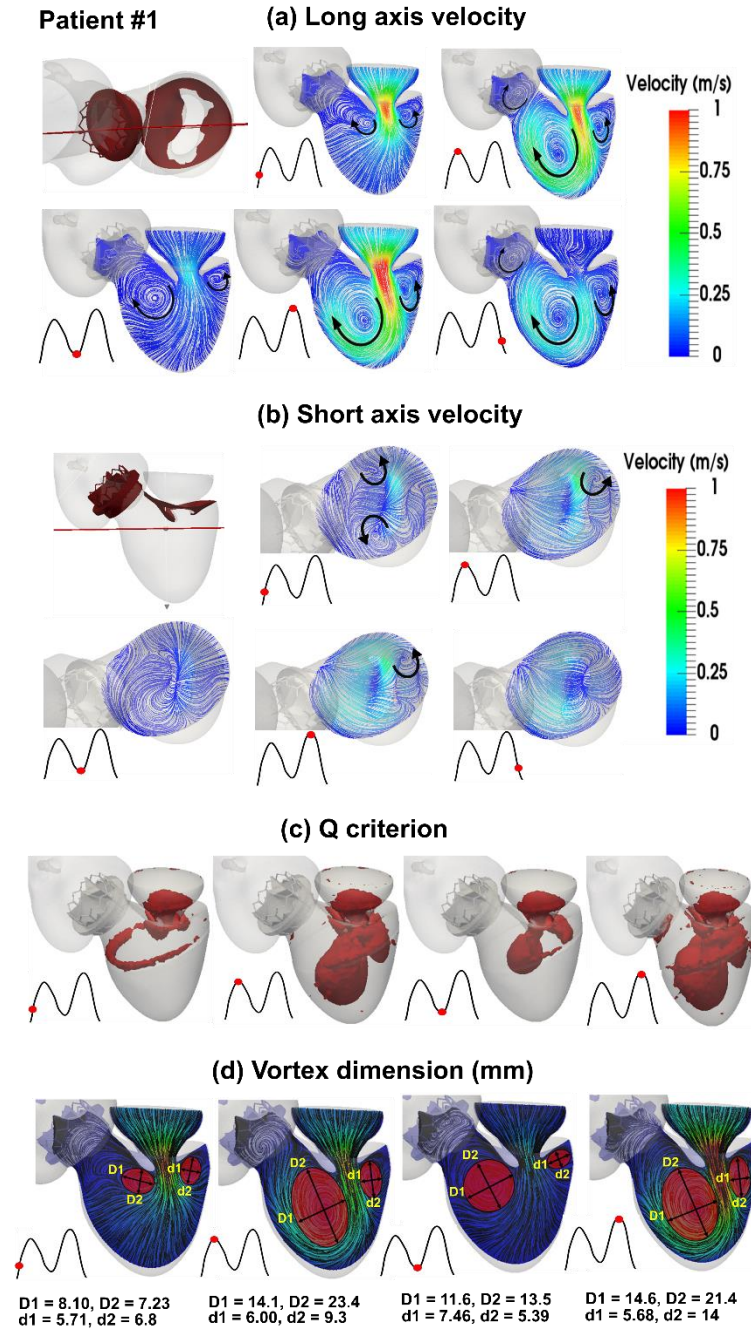 Patient #1
(a) Long axis velocity
Velocity (m/s)
1
0.75
0.5
0.25
0
(b) Short axis velocity
Velocity (m/s)
1
0.75
0.5
0.25
0
(c) Q criterion
(d) Vortex dimension (mm)
D1
D2
d1
d2
D2
D1
d1
d2
D2
D1
d1
d2
D2
D1
d1
d2
D1 = 8.10, D2 = 7.23
d1 = 5.71, d2 = 6.8
D1 = 14.1, D2 = 23.4
d1 = 6.00, d2 = 9.3
D1 = 11.6, D2 = 13.5
d1 = 7.46, d2 = 5.39
D1 = 14.6, D2 = 21.4
d1 = 5.68, d2 = 14